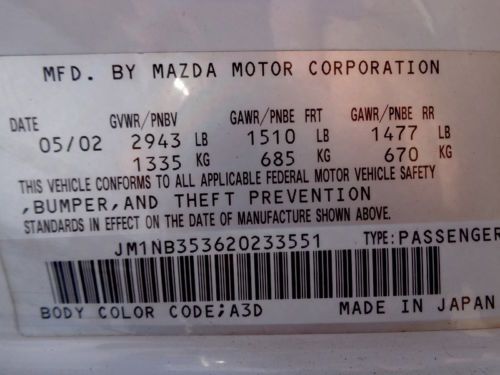 MFD. BY MAZDA MOTOR CORPORATION
DATE GVWR/PNBV GAWR/PNBE FRT GAWR/PNBE RR
05/02 2943 LB 1510 LB 1477 LB
1335 KG 685 KG 670 KG
THIS VEHICLE CONFORMS TO ALL APPLICABLE FEDERAL MOTOR VEHICLE SAFETY
,BUMPER,AND THEFT PREVENTION
STANDARDS IN EFFECT ON THE DATE OF MANUFACTURE SHOWN ABOVE.
JM1NB353620233551 TYPE:PASSENGER
BODY COLOR CODE;A3D MADE IN JAPAN